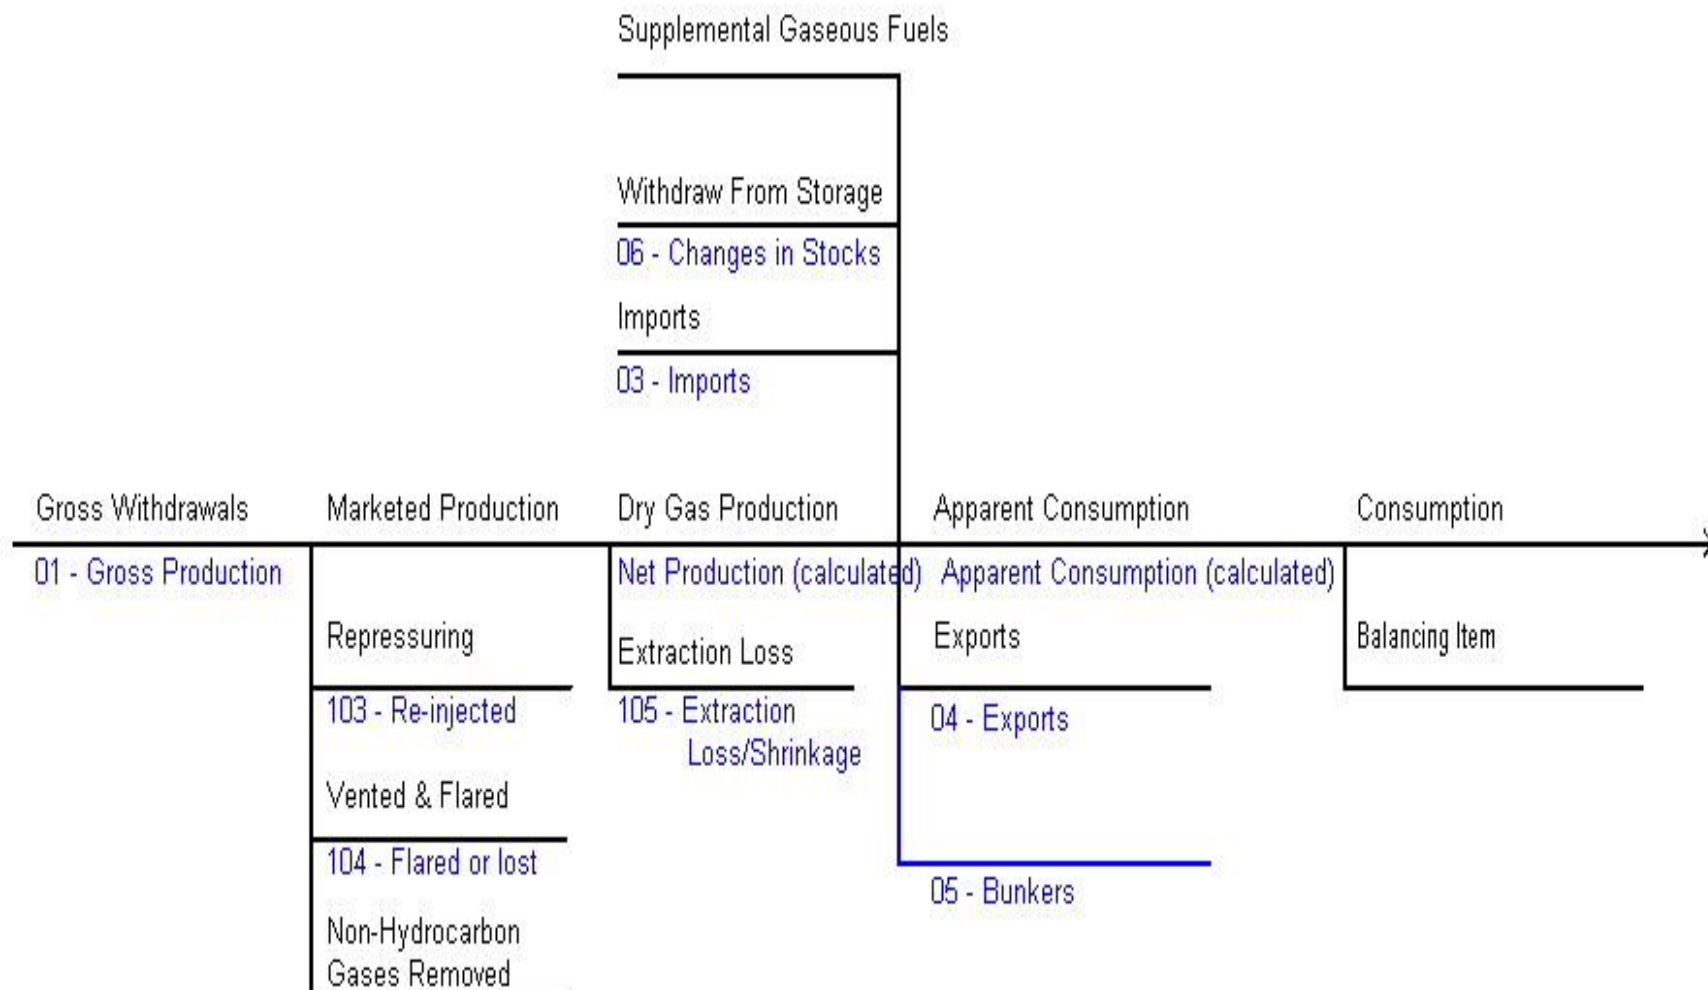 Supplemental Gaseous Fuels
Withdraw From Storage
06 - Changes in Stocks
Imports
03 - Imports
Gross Withdrawals
Marketed Production
Dry Gas Production
Apparent Consumption
Consumption
01 - Gross Production
Net Production (calculated)
Apparent Consumption (calculated)
Repressuring
Extraction Loss
Exports
Balancing Item
103 - Re-injected
105 - Extraction
Loss/Shrinkage
04 - Exports
Vented & Flared
104 - Flared or lost
05 - Bunkers
Non-Hydrocarbon
Gases Removed